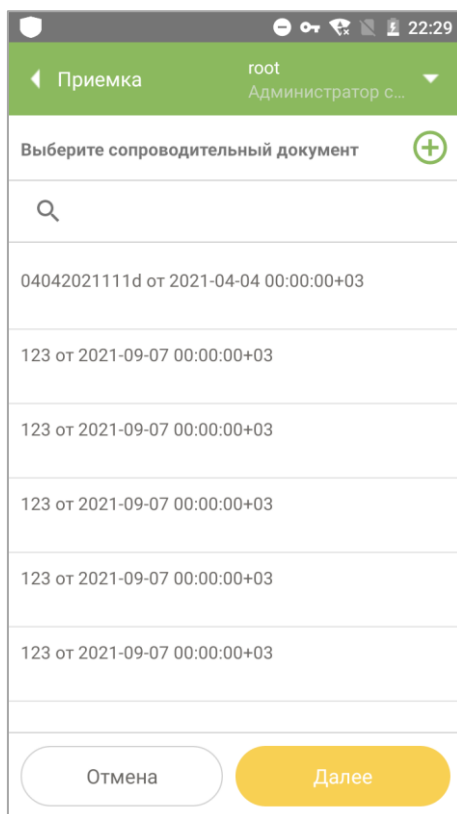 22:29
Приемка
root
Администратор с...
Выберите сопроводительный документ
04042021111d от 2021-04-04 00:00:00+03
123 от 2021-09-07 00:00:00+03
123 от 2021-09-07 00:00:00+03
123 от 2021-09-07 00:00:00+03
123 от 2021-09-07 00:00:00+03
123 от 2021-09-07 00:00:00+03
Отмена
Далее